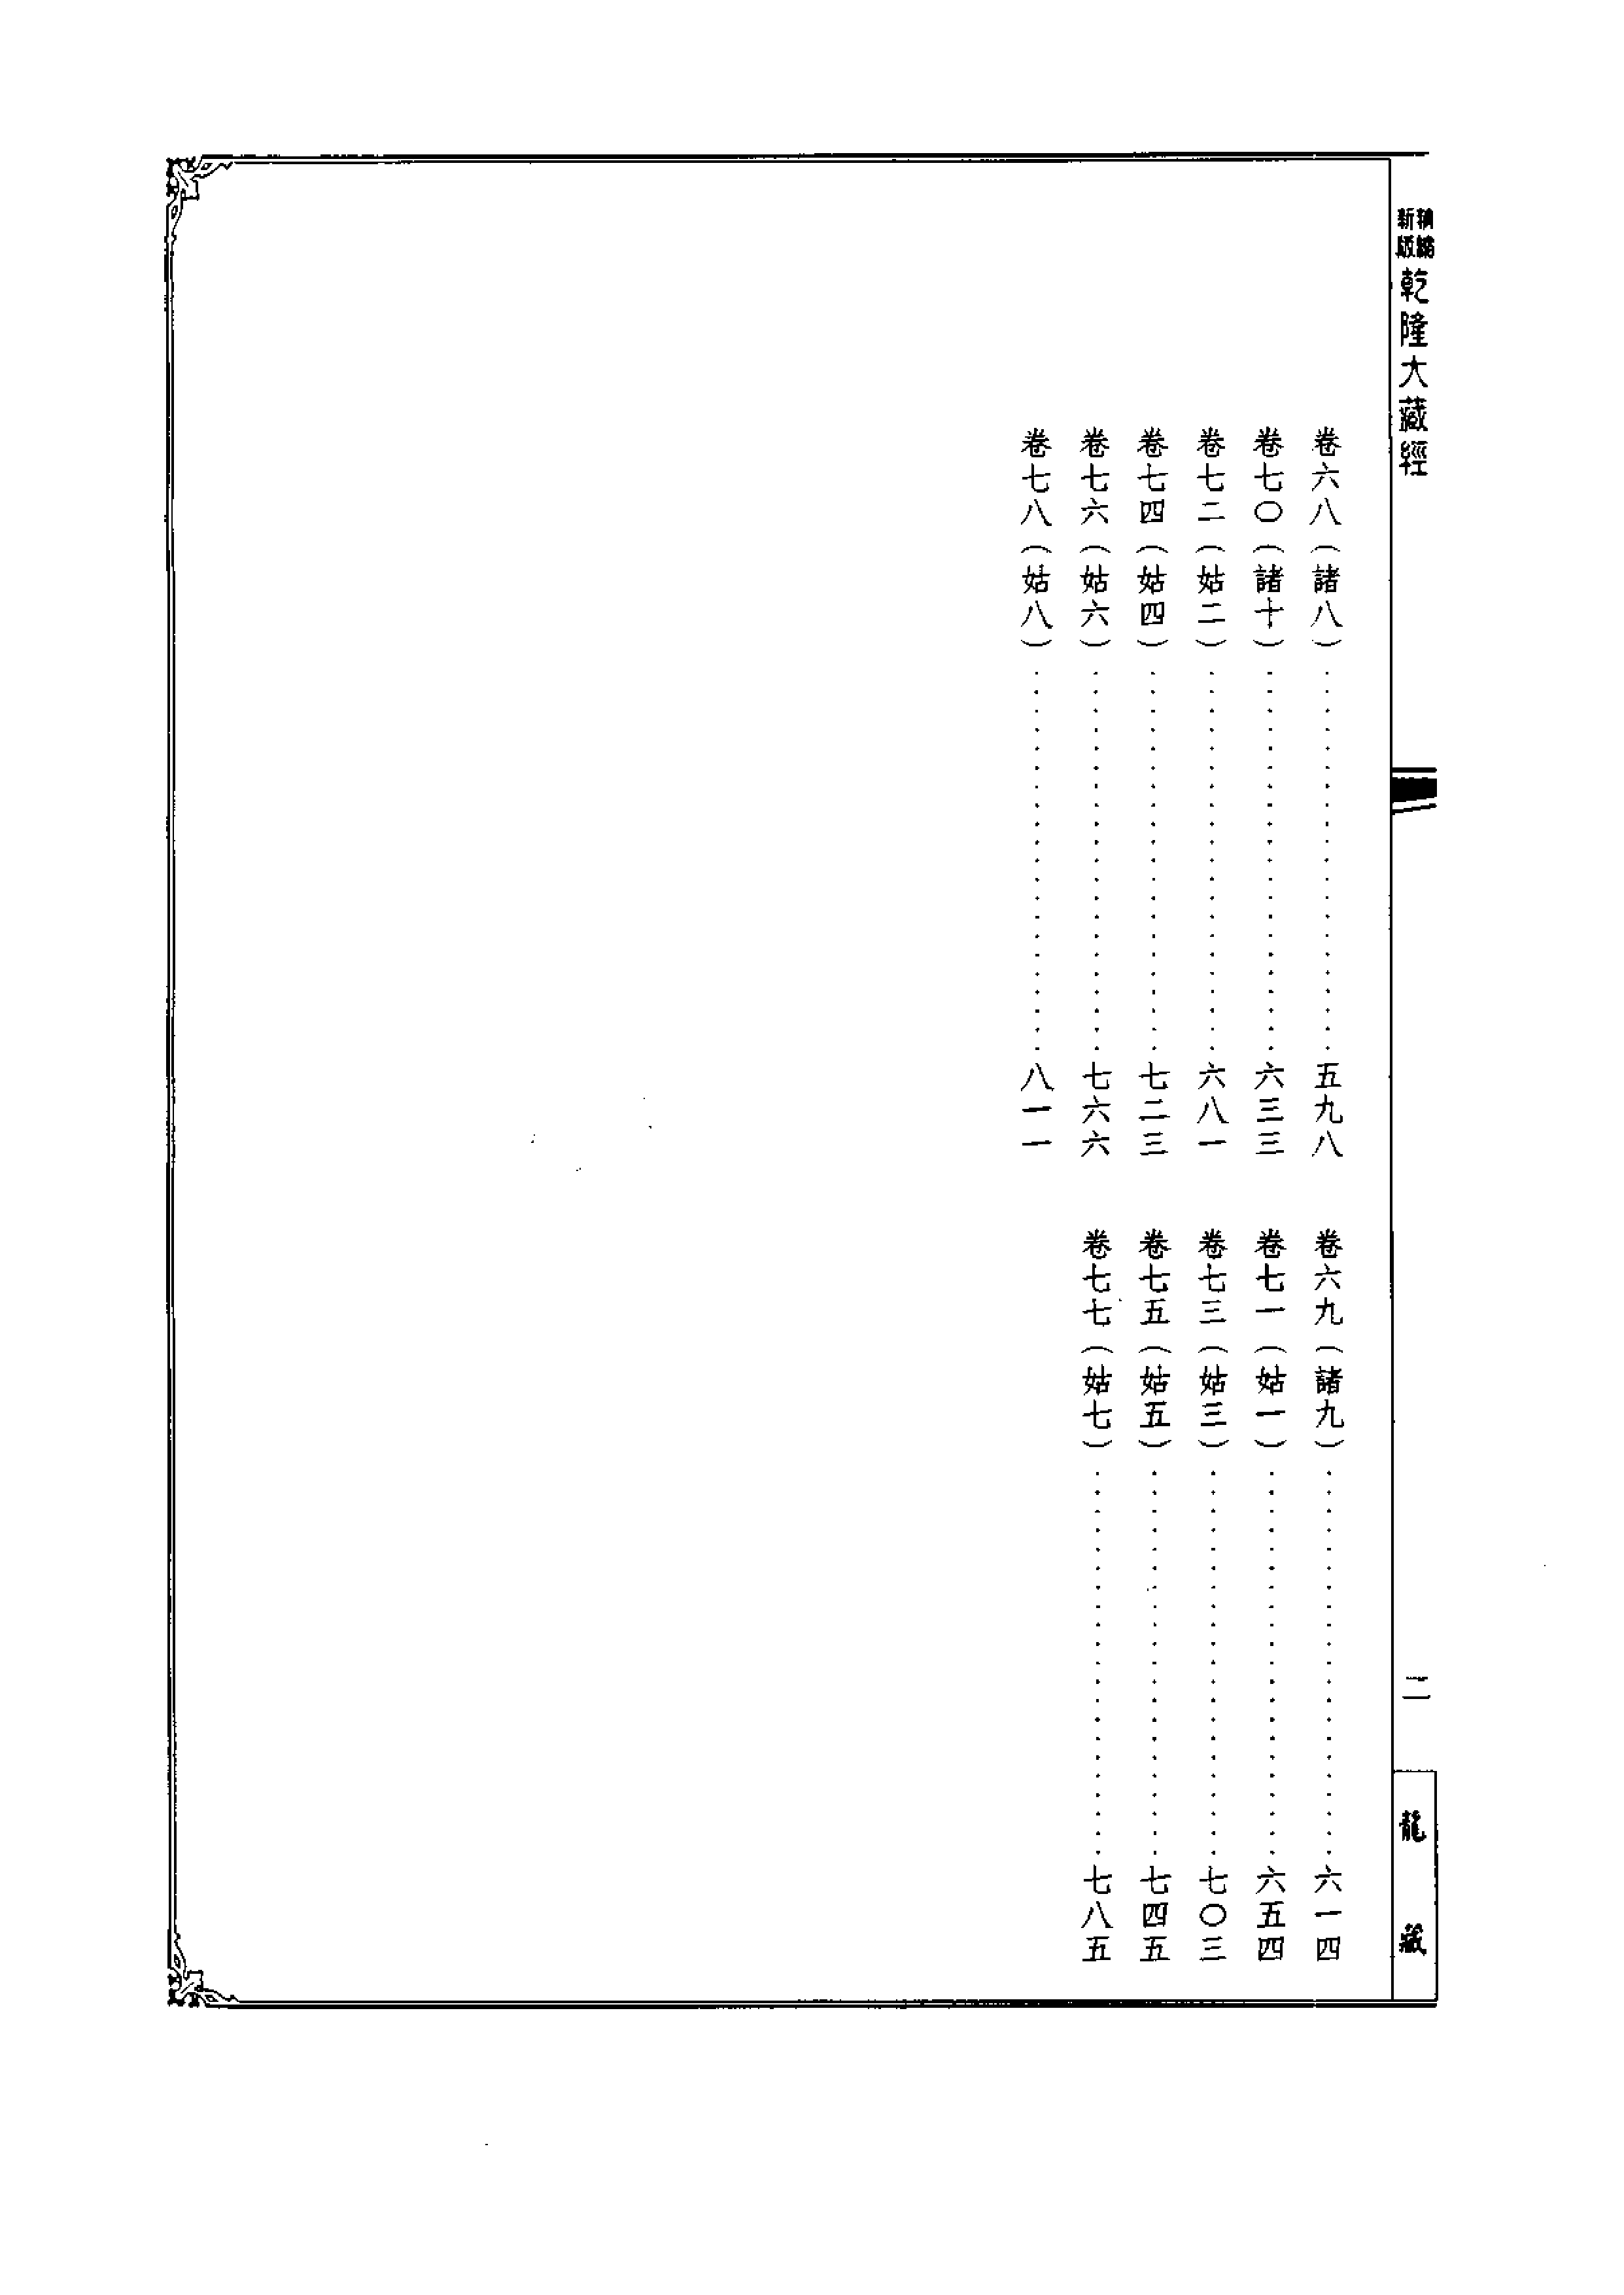 新版
精縮
乾隆大藏經
二
龍藏
卷六八（諸八）……五九八
卷六九（諸九）……六一四
卷七〇（諸十）……六三三
卷七一（姑一）……六五四
卷七二（姑二）……六八一
卷七三（姑三）……七〇三
卷七四（姑四）……七二三
卷七五（姑五）……七四五
卷七六（姑六）……七六六
卷七七（姑七）……七八五
卷七八（姑八）……八一一